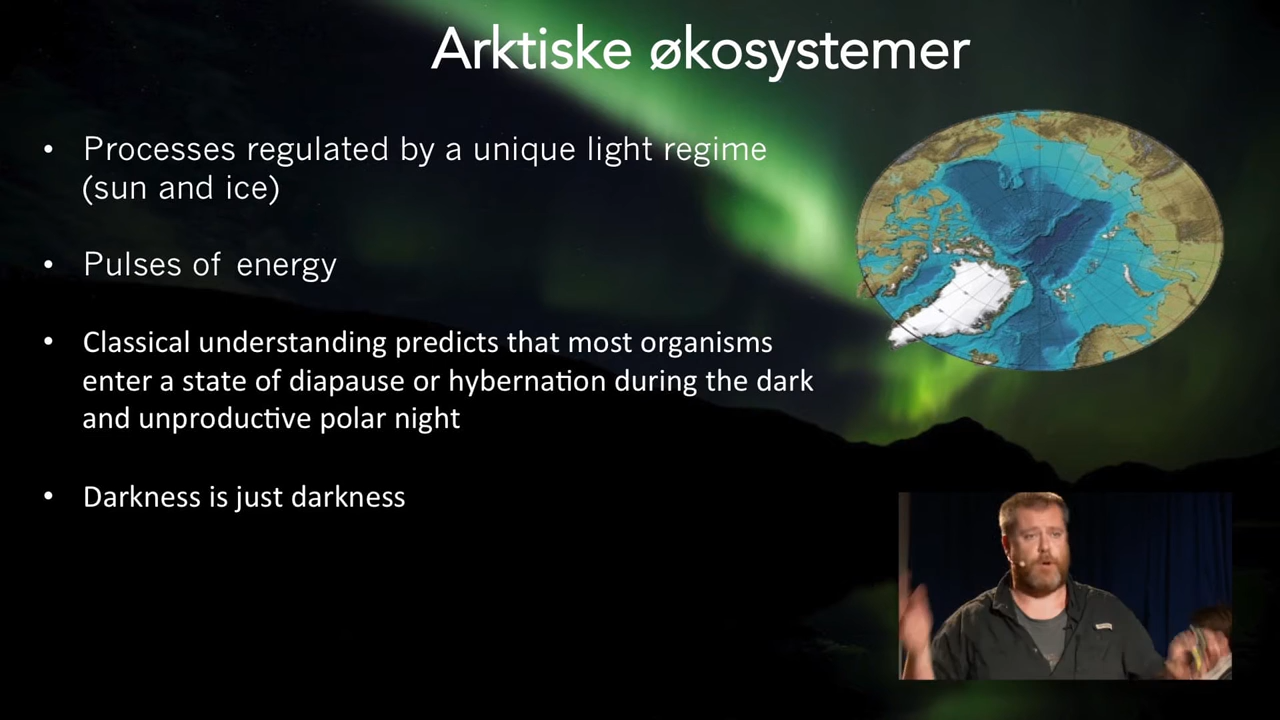 Arktiske økosystemer
• Processes regulated by a unique light regime
(sun and ice)
• Pulses of energy
• Classical understanding predicts that most organisms
enter a state of diapause or hybernation during the dark
and unproductive polar night
• Darkness is just darkness